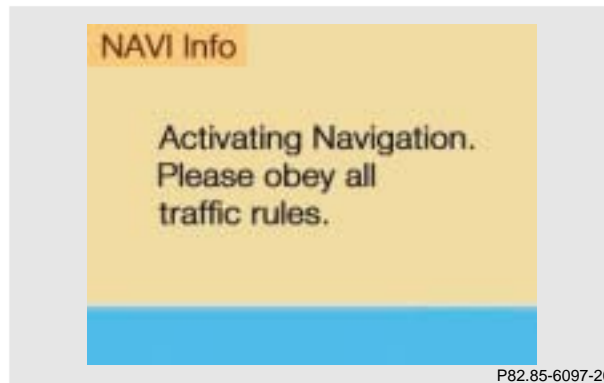 NAVI Info
Activating Navigation.
Please obey all
traffic rules.